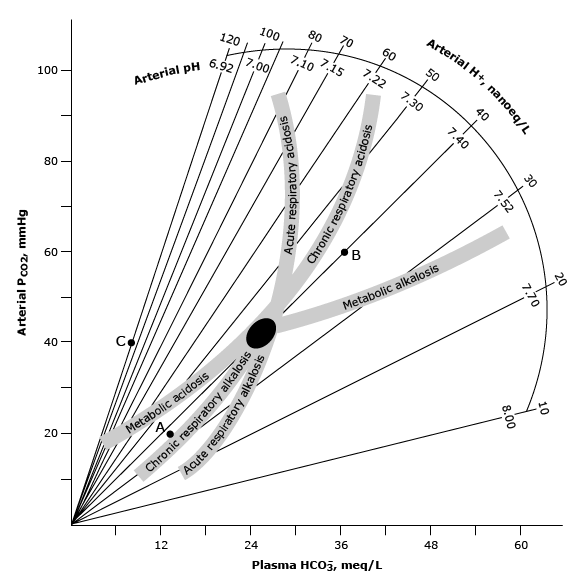 120
100
80
70
60
50
40
30
20
10
Arterial H⁺, nanoeq/L
Arterial pH
6.92
7.00
7.10
7.15
7.22
7.30
7.40
7.52
7.70
8.00
Arterial PCO2, mmHg
100
80
60
40
20
Acute respiratory acidosis
Chronic respiratory acidosis
Metabolic alkalosis
Metabolic acidosis
Chronic respiratory alkalosis
Acute respiratory alkalosis
B
C
A
12
24
36
48
60
Plasma HCO3̄, meq/L